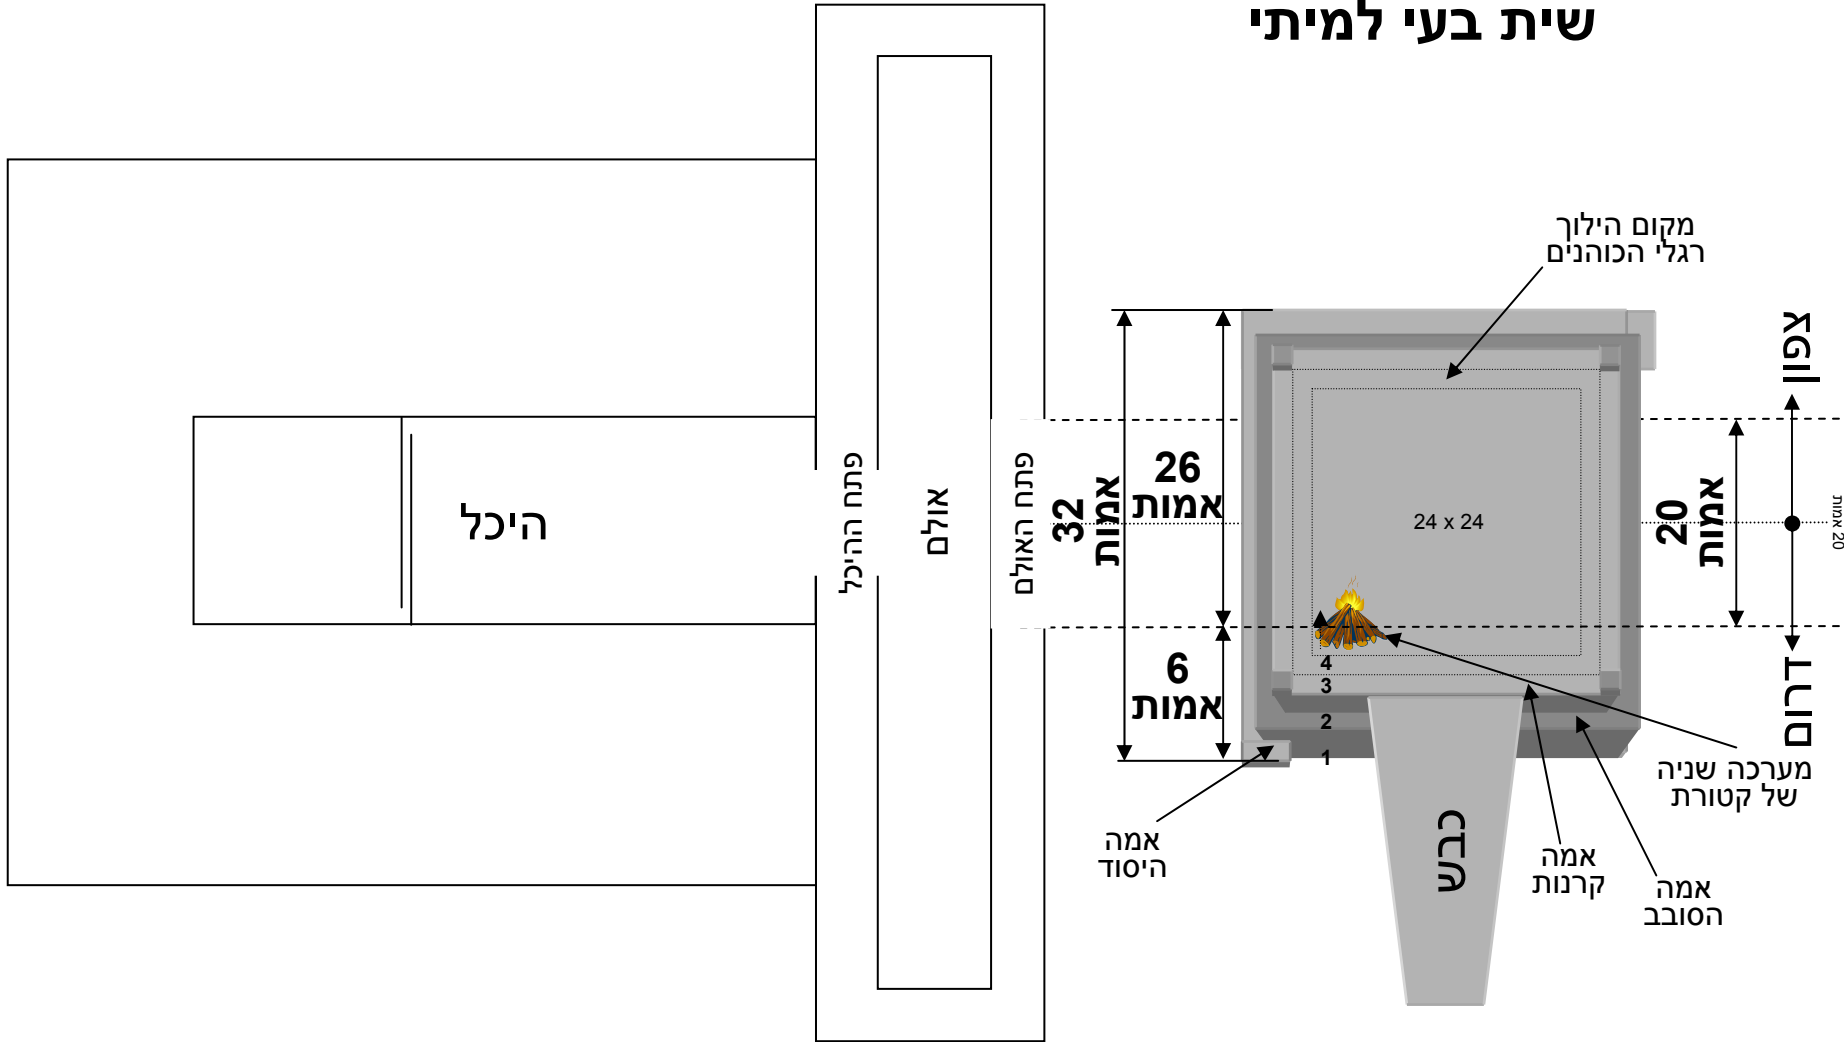 שית בעי למיתי
מקום הילוך
רגלי הכוהנים
צפון
דרום
20 אמות
20
אמות
24 x 24
26
אמות
32
אמות
6
אמות
4
3
2
1
פתח האולם
אולם
פתח ההיכל
היכל
מערכה שניה
של קטורת
אמה
הסובב
אמה
קרנות
כבש
אמה
היסוד